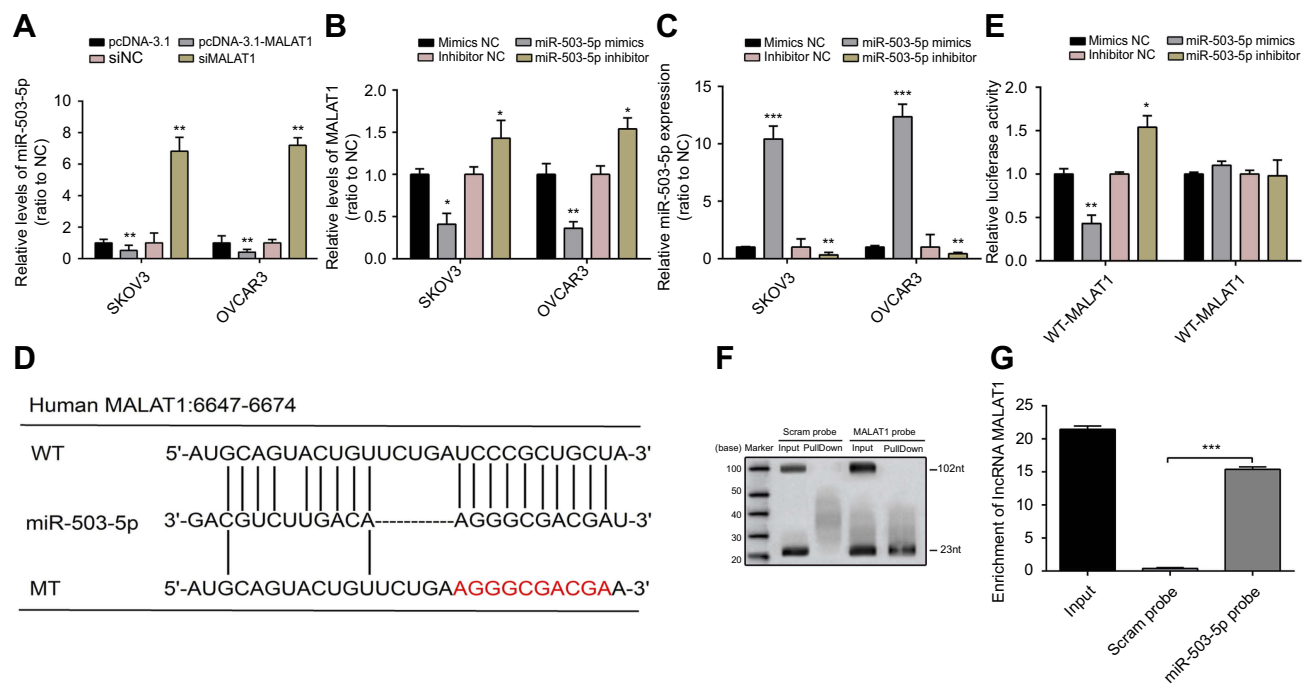 A
pcDNA-3.1 pcDNA-3.1-MALAT1
siNC siMALAT1
Relative levels of miR-503-5p
(ratio to NC)
10
8
6
4
2
0
** ** ** **
SKOV3 OVCAR3
B
Mimics NC miR-503-5p mimics
Inhibitor NC miR-503-5p inhibitor
Relative levels of MALAT1
(ratio to NC)
2.0
1.5
1.0
0.5
0.0
* * ** *
SKOV3 OVCAR3
C
Mimics NC miR-503-5p mimics
Inhibitor NC miR-503-5p inhibitor
Relative miR-503-5p expression
(ratio to NC)
15
10
5
0
*** ** *** **
SKOV3 OVCAR3
E
Mimics NC miR-503-5p mimics
Inhibitor NC miR-503-5p inhibitor
Relative luciferase activity
2.0
1.5
1.0
0.5
0.0
** *
WT-MALAT1 WT-MALAT1
D
Human MALAT1:6647-6674
WT 5'-AUGCAGUACUGUUCUGAUCCCGCUGCUA-3'
miR-503-5p 3'-GACGUCUUGACA-----------AGGGCGACGAU-3'
MT 5'-AUGCAGUACUGUUCUGAAGGGCGACGAA-3'
F
Scram probe MALAT1 probe
(base) Marker Input PullDown Input PullDown
100 102nt
50
40
30
20 23nt
G
Enrichment of lncRNA MALAT1
25
20
15
10
5
0
***
Input Scram probe miR-503-5p probe